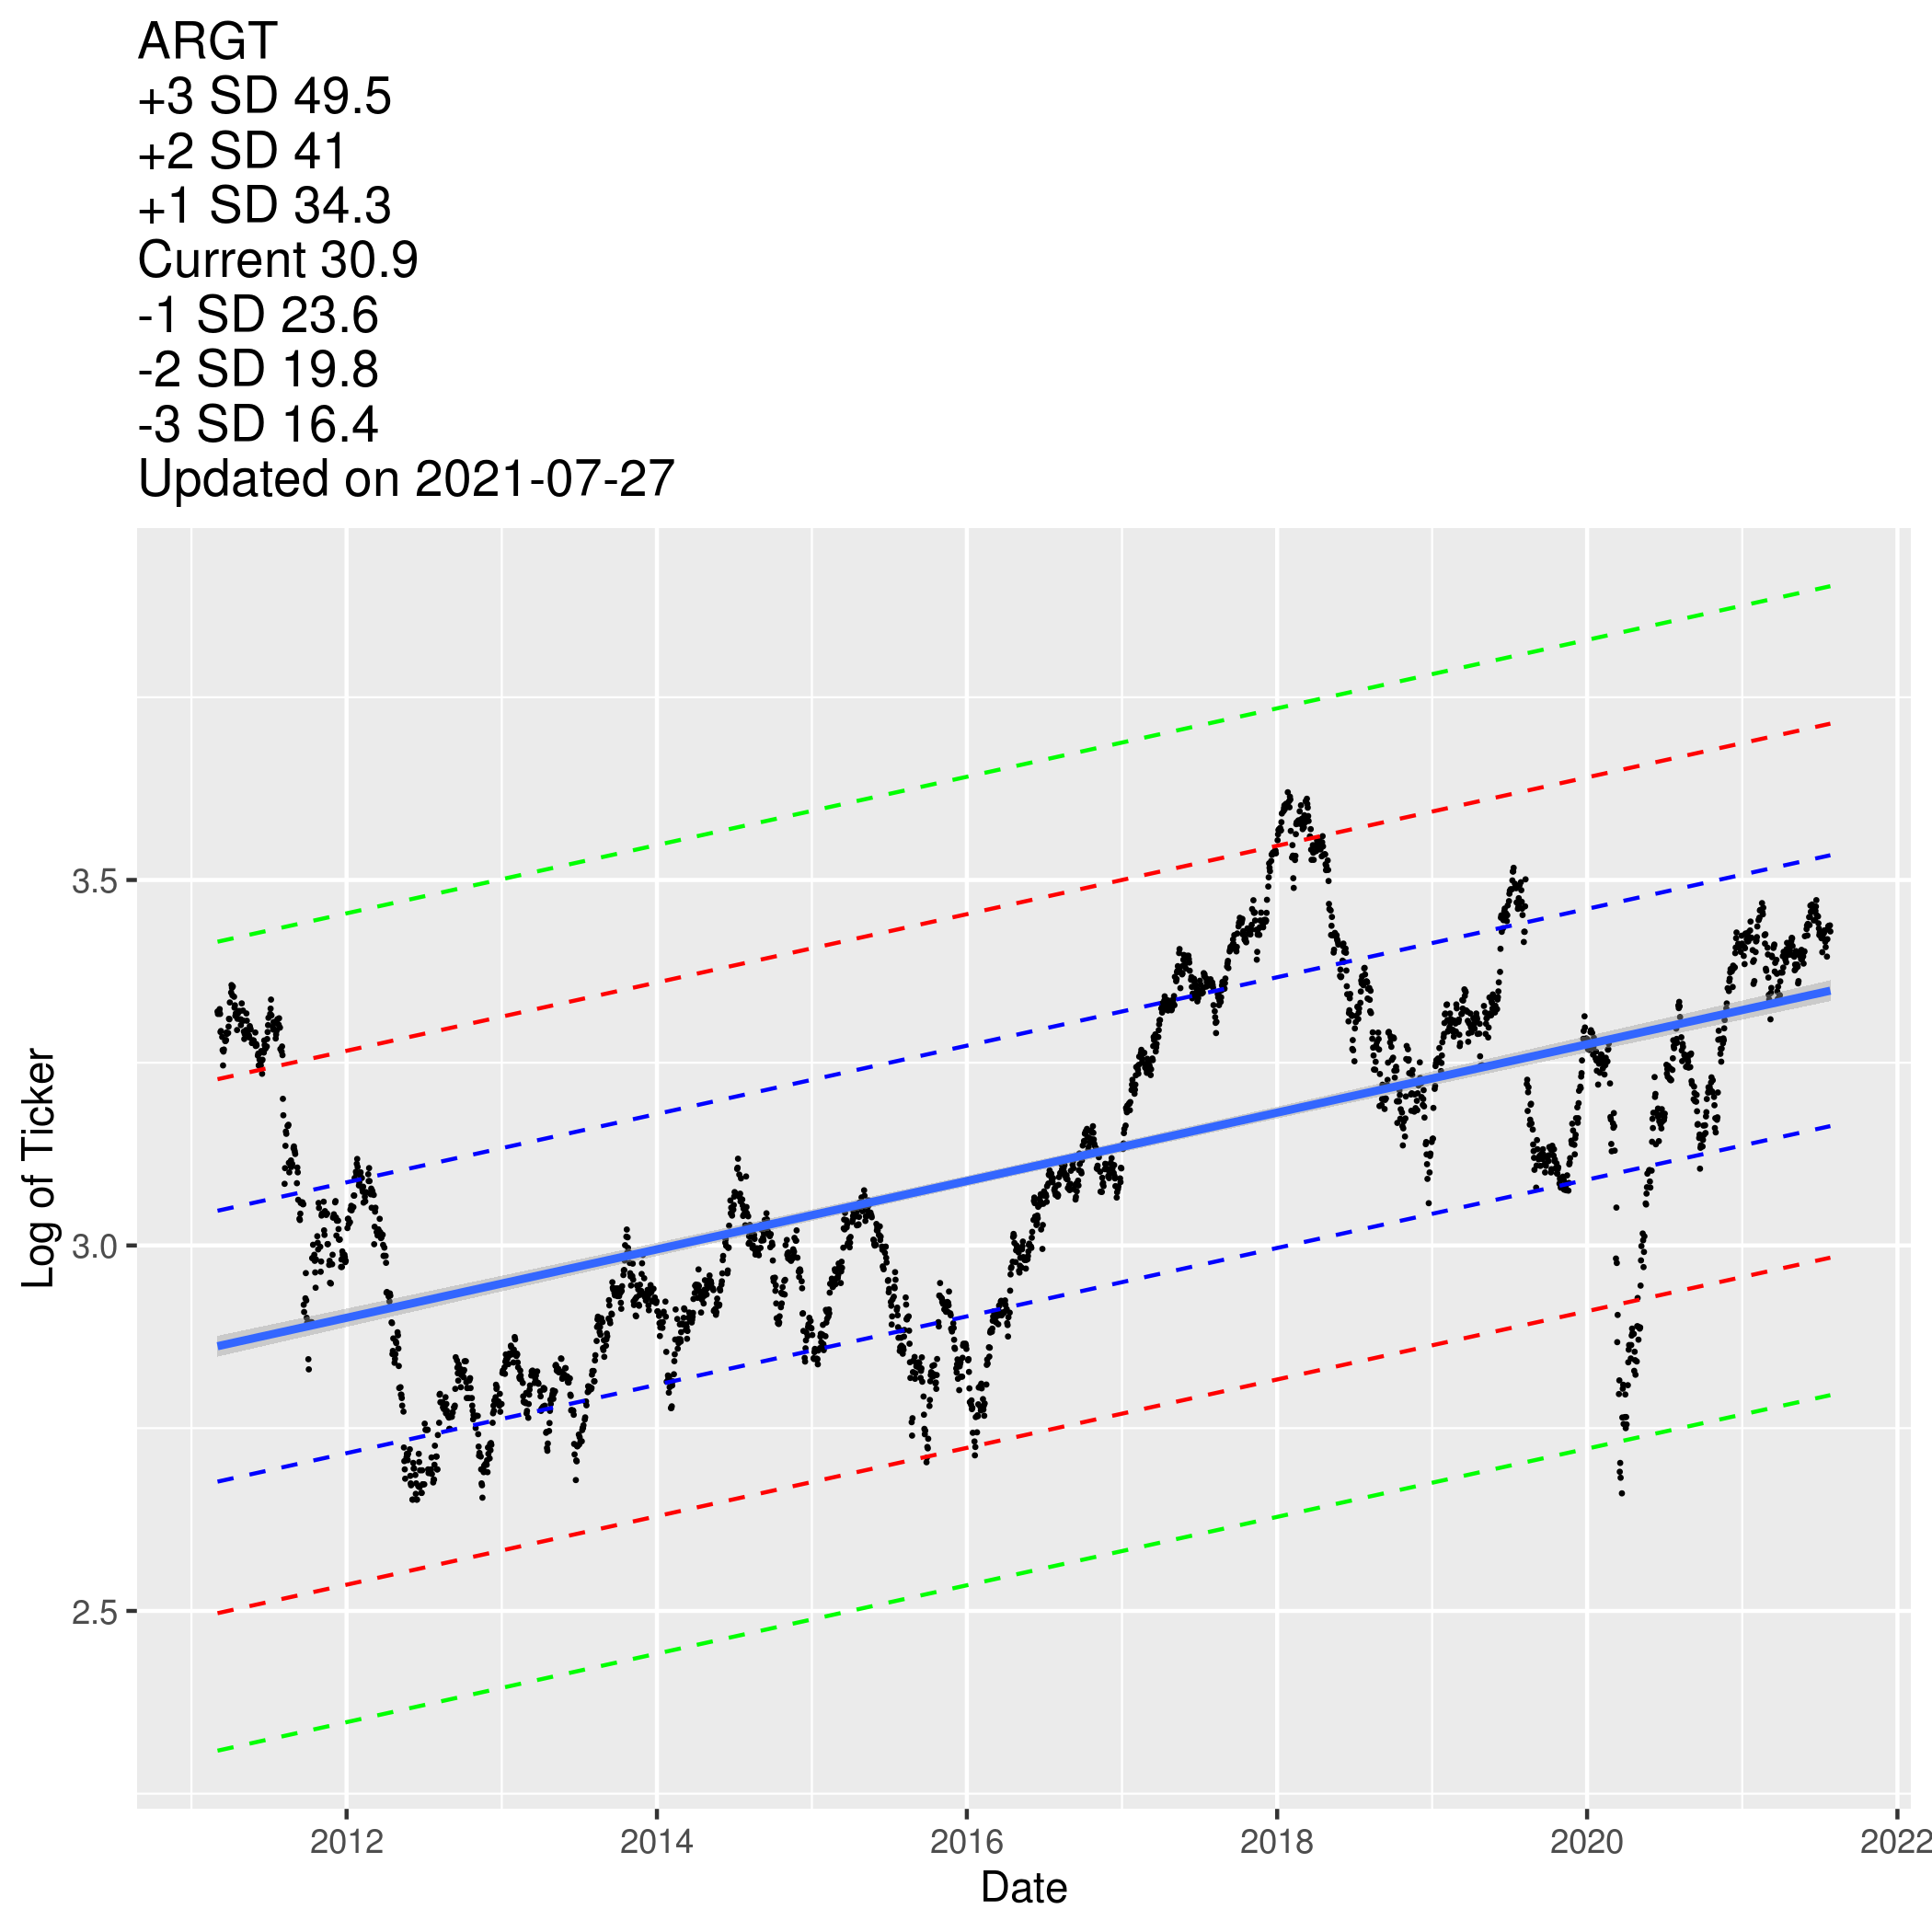 ARGT
+3 SD 49.5
+2 SD 41
+1 SD 34.3
Current 30.9
-1 SD 23.6
-2 SD 19.8
-3 SD 16.4
Updated on 2021-07-27
3.5
3.0
2.5
Log of Ticker
2012 2014 2016 2018 2020 2022
Date